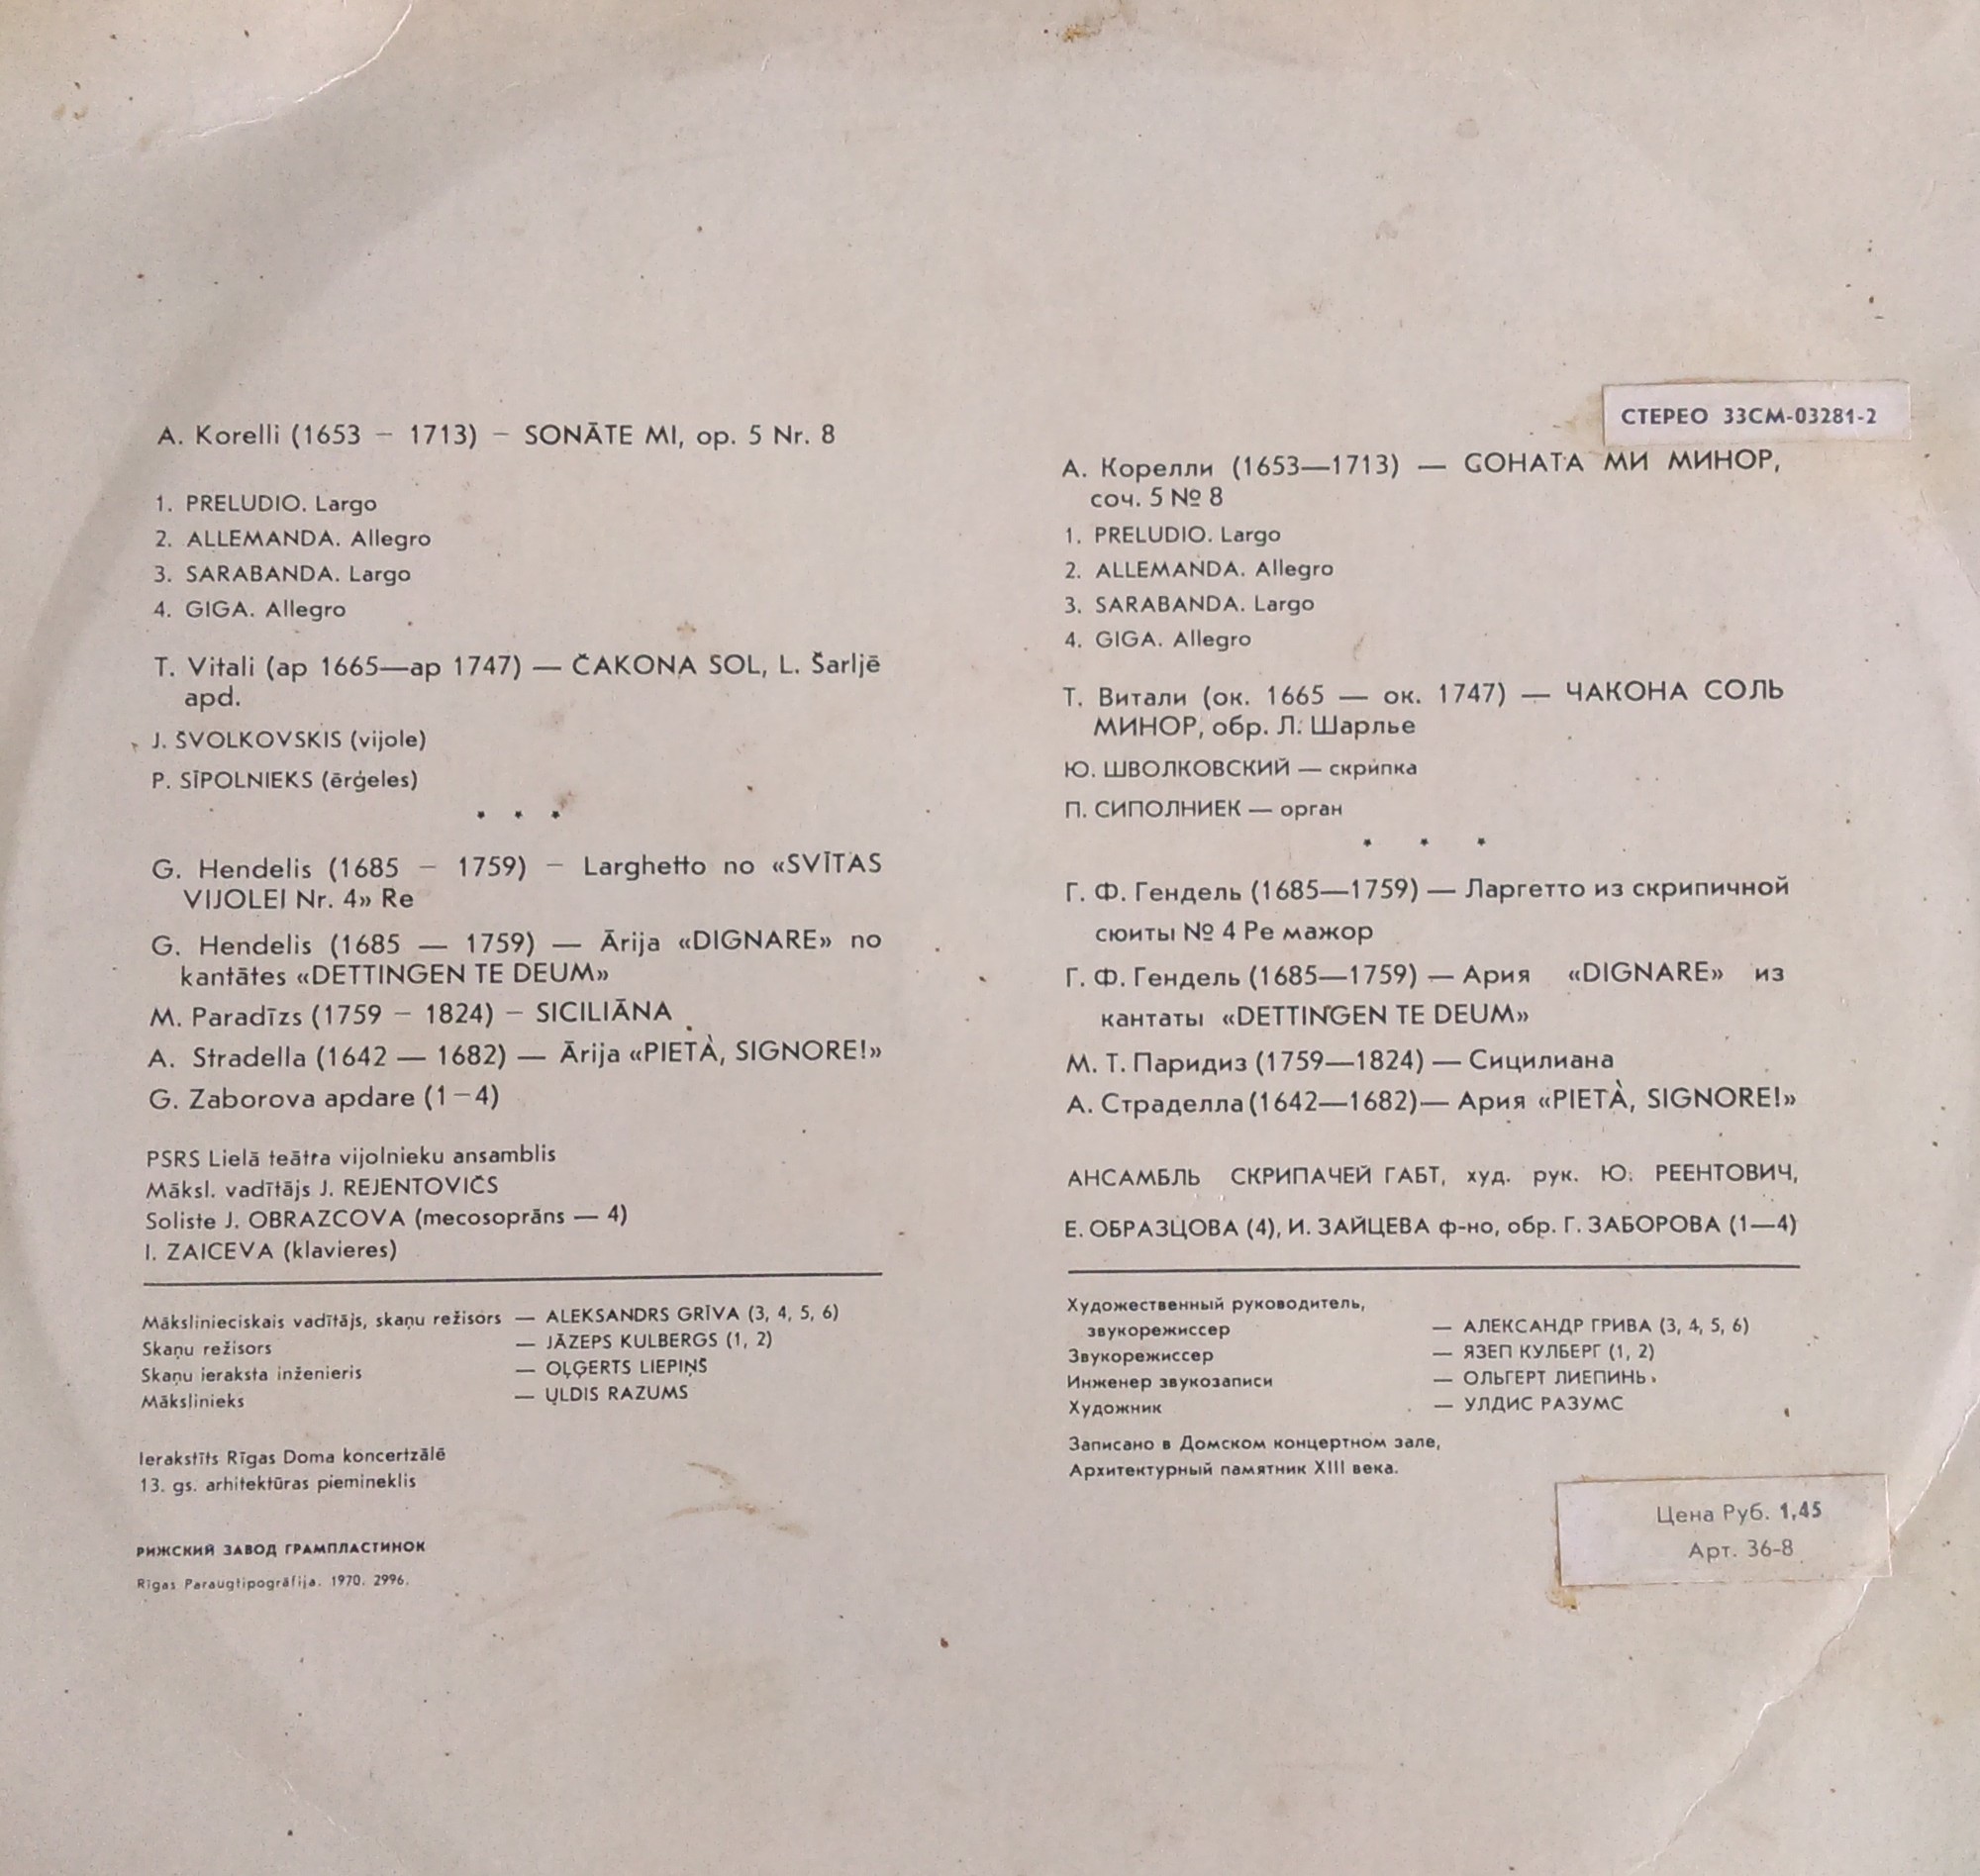 A. Korelli (1653 – 1713) – SONĀTE MI, op. 5 Nr. 8
1. PRELUDIO. Largo
2. ALLEMANDA. Allegro
3. SARABANDA. Largo
4. GIGA. Allegro
T. Vitali (ap 1665—ap 1747) — ČAKONA SOL, L. Šarljē
apd.
J. ŠVOLKOVSKIS (vijole)
P. SĪPOLNIEKS (ērģeles)
* * *
G. Hendelis (1685 – 1759) – Larghetto no «SVĪTAS
VIJOLEI Nr. 4» Re
G. Hendelis (1685 — 1759) — Ārija «DIGNARE» no
kantātes «DETTINGEN TE DEUM»
M. Paradīzs (1759 – 1824) – SICILIĀNA
A. Stradella (1642 — 1682) — Ārija «PIETÀ, SIGNORE!»
G. Zaborova apdare (1–4)
PSRS Lielā teātra vijolnieku ansamblis
Māksl. vadītājs J. REJENTOVIČS
Soliste J. OBRAZCOVA (mecosoprāns — 4)
I. ZAICEVA (klavieres)
Mākslinieciskais vadītājs, skaņu režisors — ALEKSANDRS GRĪVA (3, 4, 5, 6)
Skaņu režisors — JĀZEPS KULBERGS (1, 2)
Skaņu ieraksta inženieris — OĻĢERTS LIEPIŅŠ
Mākslinieks — ULDIS RAZUMS
Ierakstīts Rīgas Doma koncertzālē
13. gs. arhitektūras piemineklis
РИЖСКИЙ ЗАВОД ГРАМПЛАСТИНОК
Rīgas Paraugtipogrāfija. 1970. 2996.
СТЕРЕО 33СМ-03281-2
А. Корелли (1653—1713) — СОНАТА МИ МИНОР,
соч. 5 № 8
1. PRELUDIO. Largo
2. ALLEMANDA. Allegro
3. SARABANDA. Largo
4. GIGA. Allegro
Т. Витали (ок. 1665 — ок. 1747) — ЧАКОНА СОЛЬ
МИНОР, обр. Л. Шарлье
Ю. ШВОЛКОВСКИЙ — скрипка
П. СИПОЛНИЕК — орган
* * *
Г. Ф. Гендель (1685—1759) — Ларгетто из скрипичной
сюиты № 4 Ре мажор
Г. Ф. Гендель (1685—1759) — Ария «DIGNARE» из
кантаты «DETTINGEN TE DEUM»
М. Т. Паридиз (1759—1824) — Сицилиана
А. Страделла (1642—1682)— Ария «PIETÀ, SIGNORE!»
АНСАМБЛЬ СКРИПАЧЕЙ ГАБТ, худ. рук. Ю. РЕЕНТОВИЧ,
Е. ОБРАЗЦОВА (4), И. ЗАЙЦЕВА ф-но, обр. Г. ЗАБОРОВА (1—4)
Художественный руководитель,
звукорежиссер — АЛЕКСАНДР ГРИВА (3, 4, 5, 6)
Звукорежиссер — ЯЗЕП КУЛБЕРГ (1, 2)
Инженер звукозаписи — ОЛЬГЕРТ ЛИЕПИНЬ
Художник — УЛДИС РАЗУМС
Записано в Домском концертном зале,
Архитектурный памятник XIII века.
Цена Руб. 1,45
Арт. 36-8